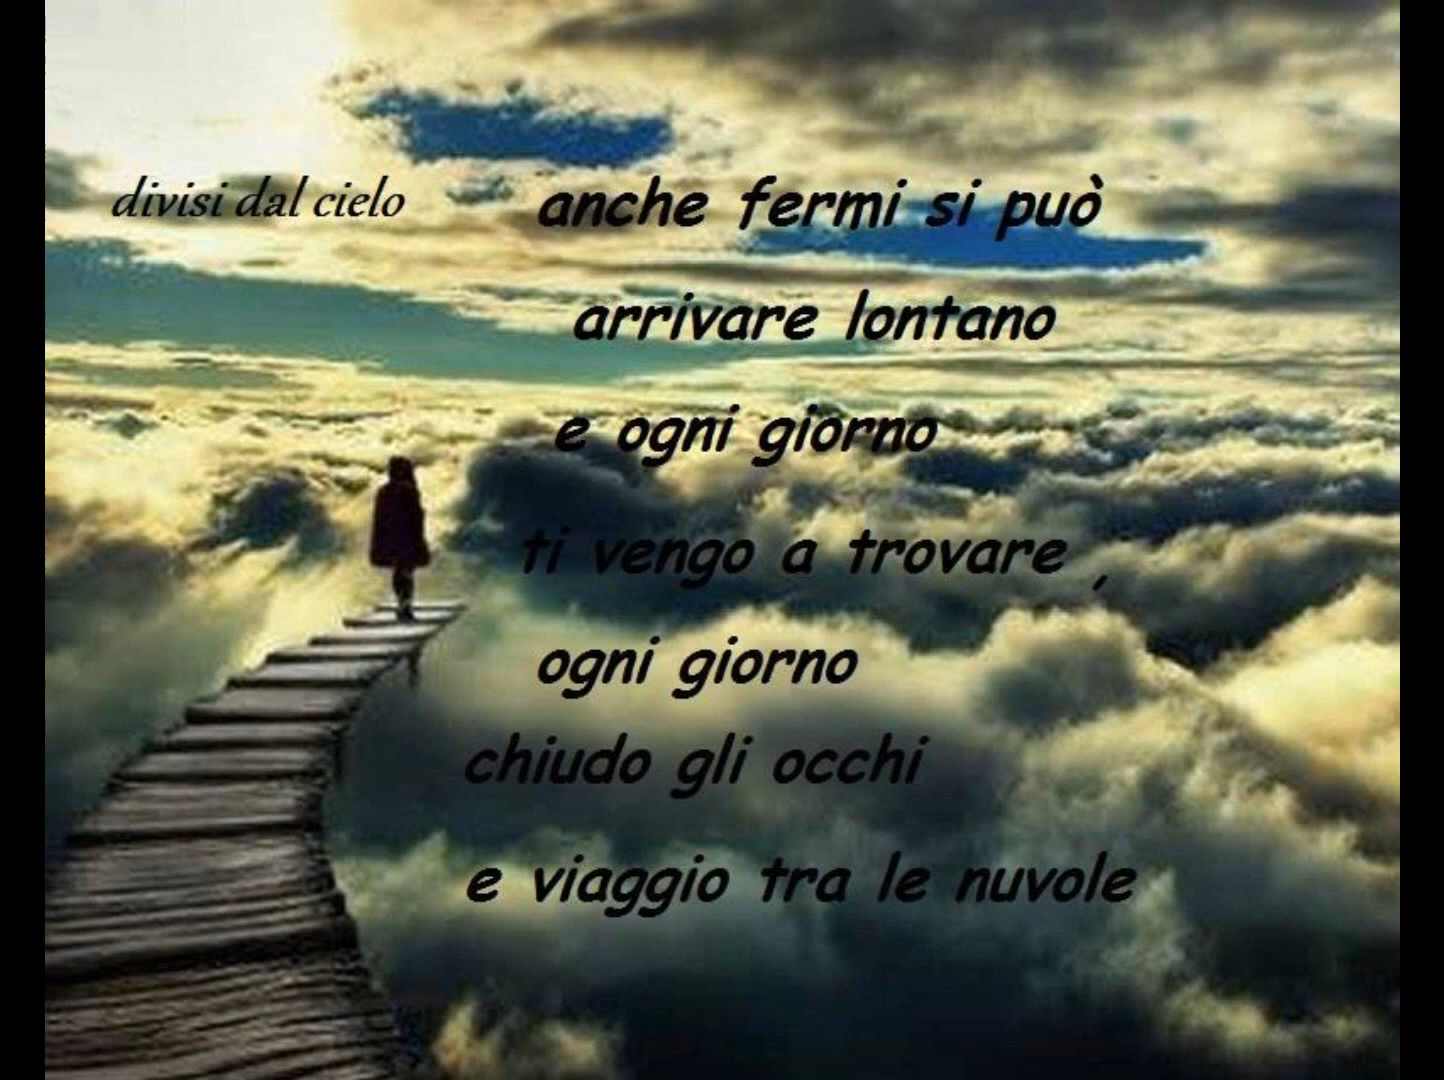 divisi dal cielo
anche fermi si può
arrivare lontano
e ogni giorno
ti vengo a trovare ,
ogni giorno
chiudo gli occhi
e viaggio tra le nuvole